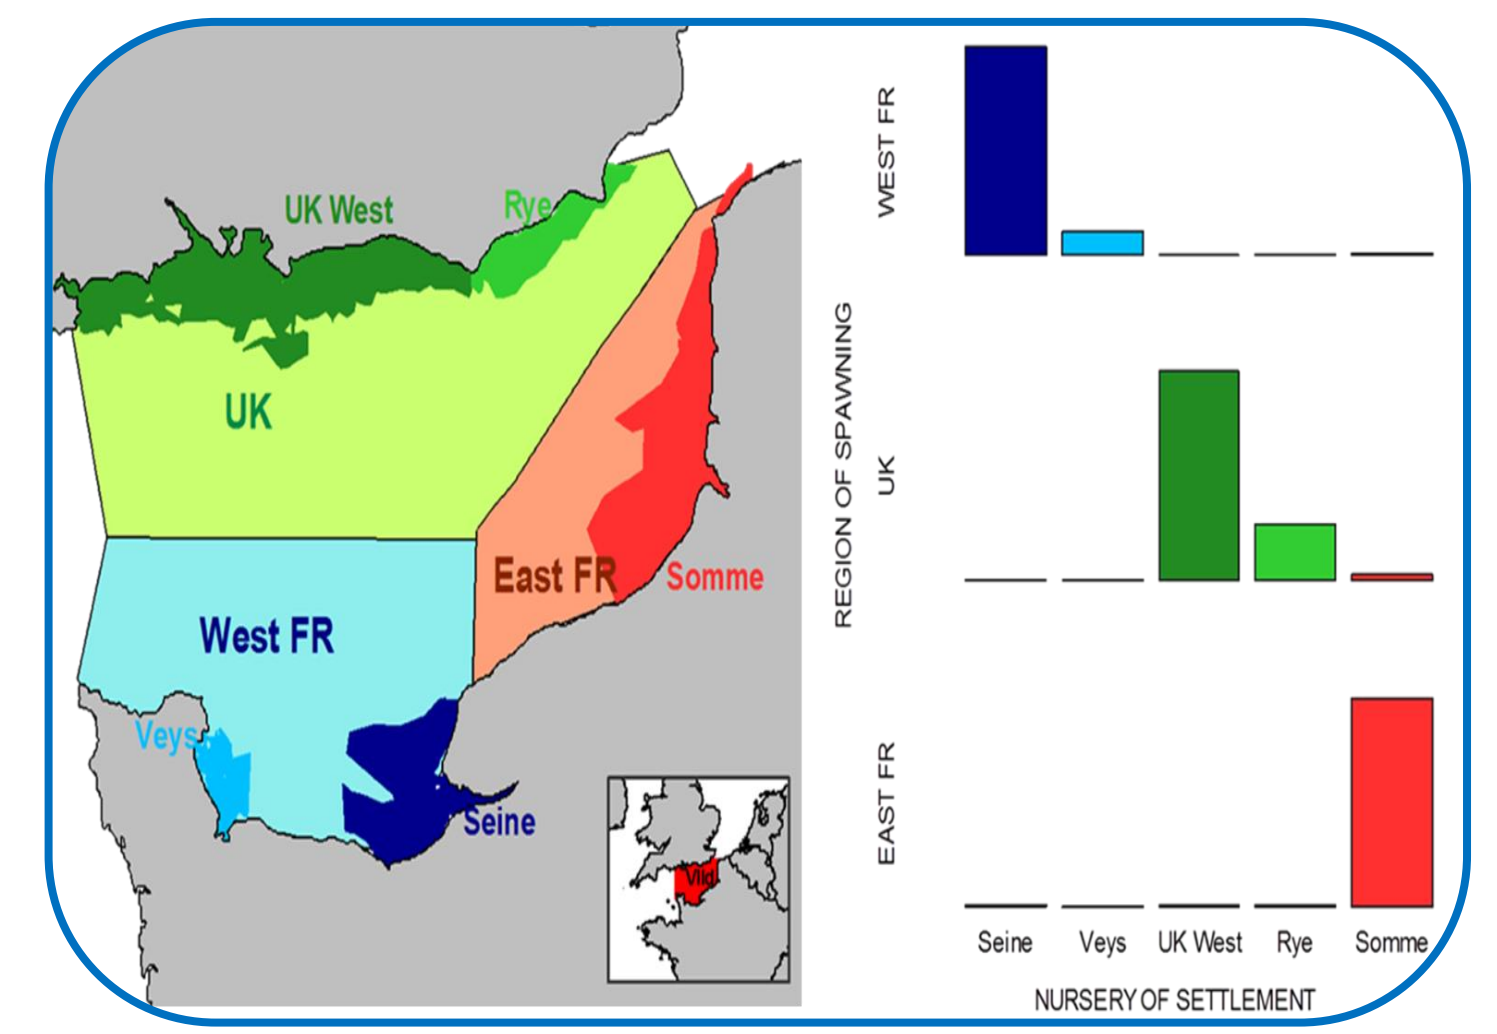 UK West
Rye
UK
East FR
Somme
West FR
Veys
Seine
VIId
REGION OF SPAWNING
WEST FR
UK
EAST FR
Seine Veys UK West Rye Somme
NURSERY OF SETTLEMENT